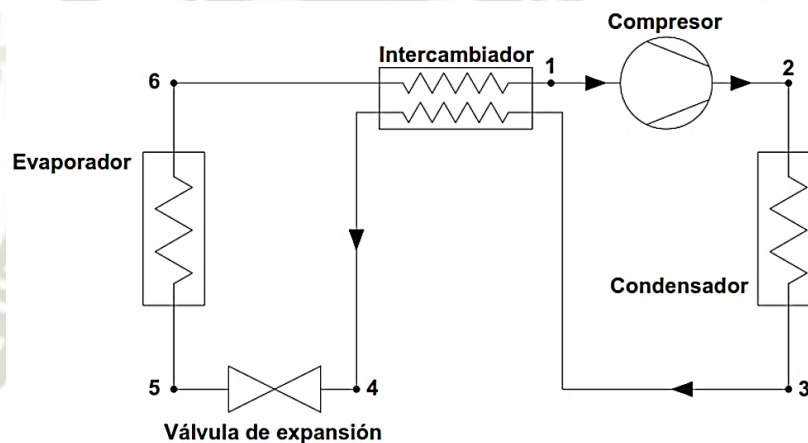 Compresor
Intercambiador
1
2
6
Evaporador
Condensador
5
4
3
Válvula de expansión